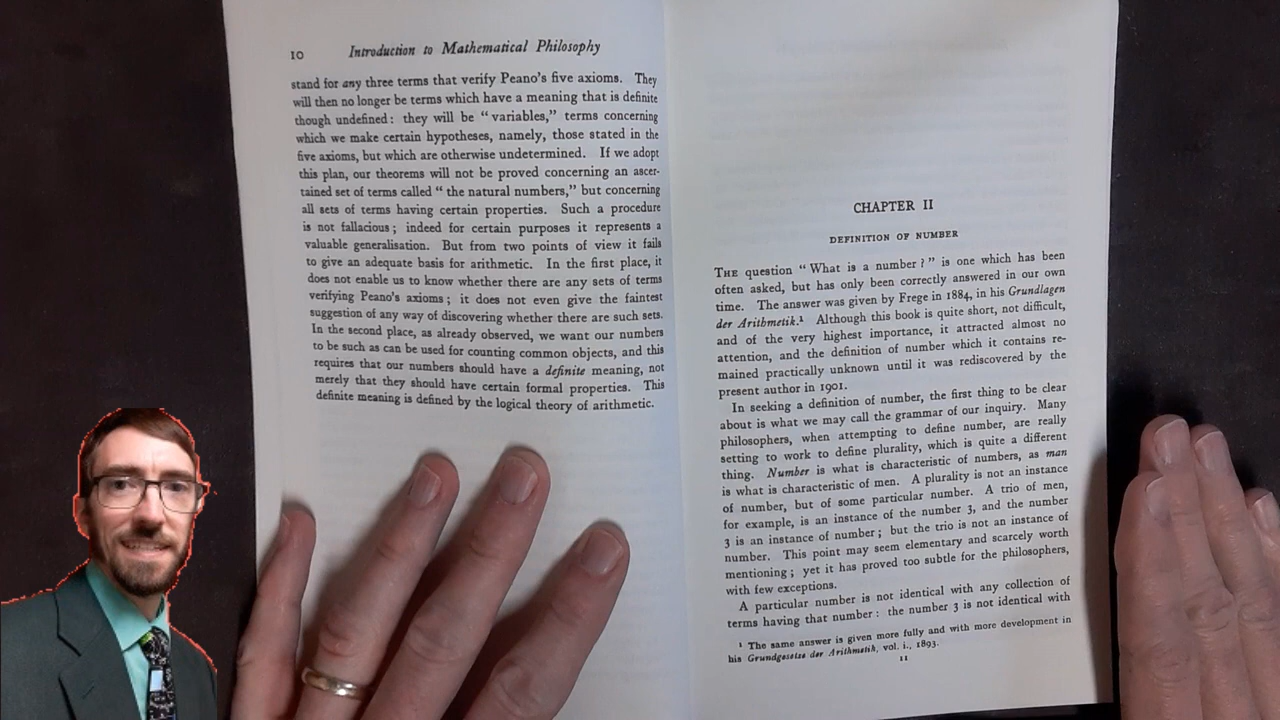 10 Introduction to Mathematical Philosophy
stand for any three terms that verify Peano's five axioms. They
will then no longer be terms which have a meaning that is definite
though undefined: they will be “ variables,” terms concerning
which we make certain hypotheses, namely, those stated in the
five axioms, but which are otherwise undetermined. If we adopt
this plan, our theorems will not be proved concerning an ascer-
tained set of terms called “ the natural numbers,” but concerning
all sets of terms having certain properties. Such a procedure
is not fallacious ; indeed for certain purposes it represents a
valuable generalisation. But from two points of view it fails
to give an adequate basis for arithmetic. In the first place, it
does not enable us to know whether there are any sets of terms
verifying Peano's axioms ; it does not even give the faintest
suggestion of any way of discovering whether there are such sets.
In the second place, as already observed, we want our numbers
to be such as can be used for counting common objects, and this
requires that our numbers should have a definite meaning, not
merely that they should have certain formal properties. This
definite meaning is defined by the logical theory of arithmetic.
CHAPTER II
DEFINITION OF NUMBER
THE question “ What is a number ? ” is one which has been
often asked, but has only been correctly answered in our own
time. The answer was given by Frege in 1884, in his Grundlagen
der Arithmetik.¹ Although this book is quite short, not difficult,
and of the very highest importance, it attracted almost no
attention, and the definition of number which it contains re-
mained practically unknown until it was rediscovered by the
present author in 1901.
In seeking a definition of number, the first thing to be clear
about is what we may call the grammar of our inquiry. Many
philosophers, when attempting to define number, are really
setting to work to define plurality, which is quite a different
thing. Number is what is characteristic of numbers, as man
is what is characteristic of men. A plurality is not an instance
of number, but of some particular number. A trio of men,
for example, is an instance of the number 3, and the number
3 is an instance of number ; but the trio is not an instance of
number. This point may seem elementary and scarcely worth
mentioning ; yet it has proved too subtle for the philosophers,
with few exceptions.
A particular number is not identical with any collection of
terms having that number : the number 3 is not identical with
¹ The same answer is given more fully and with more development in
his Grundgesetze der Arithmetik, vol. i., 1893.
11